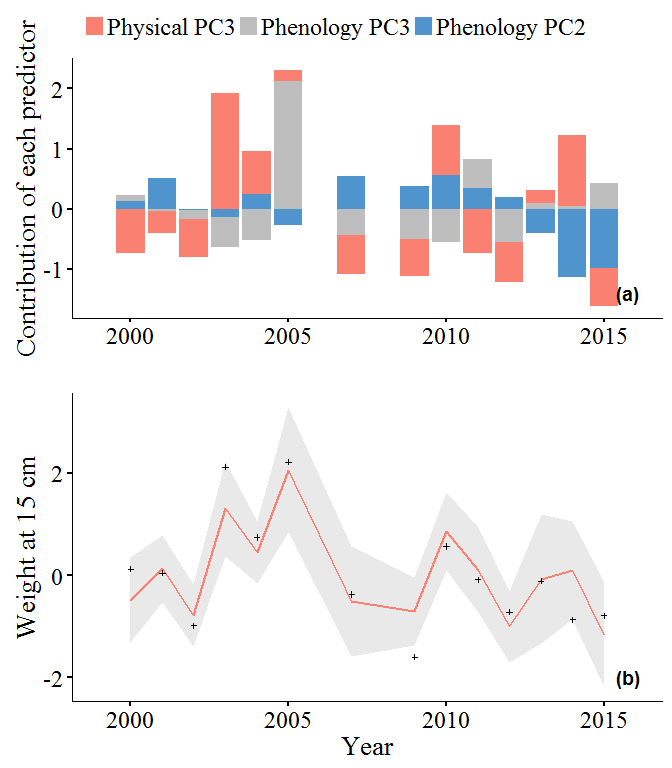 Physical PC3 Phenology PC3 Phenology PC2
Contribution of each predictor
2
1
0
-1
(a)
2000 2005 2010 2015
Weight at 15 cm
2
0
-2
(b)
2000 2005 2010 2015
Year